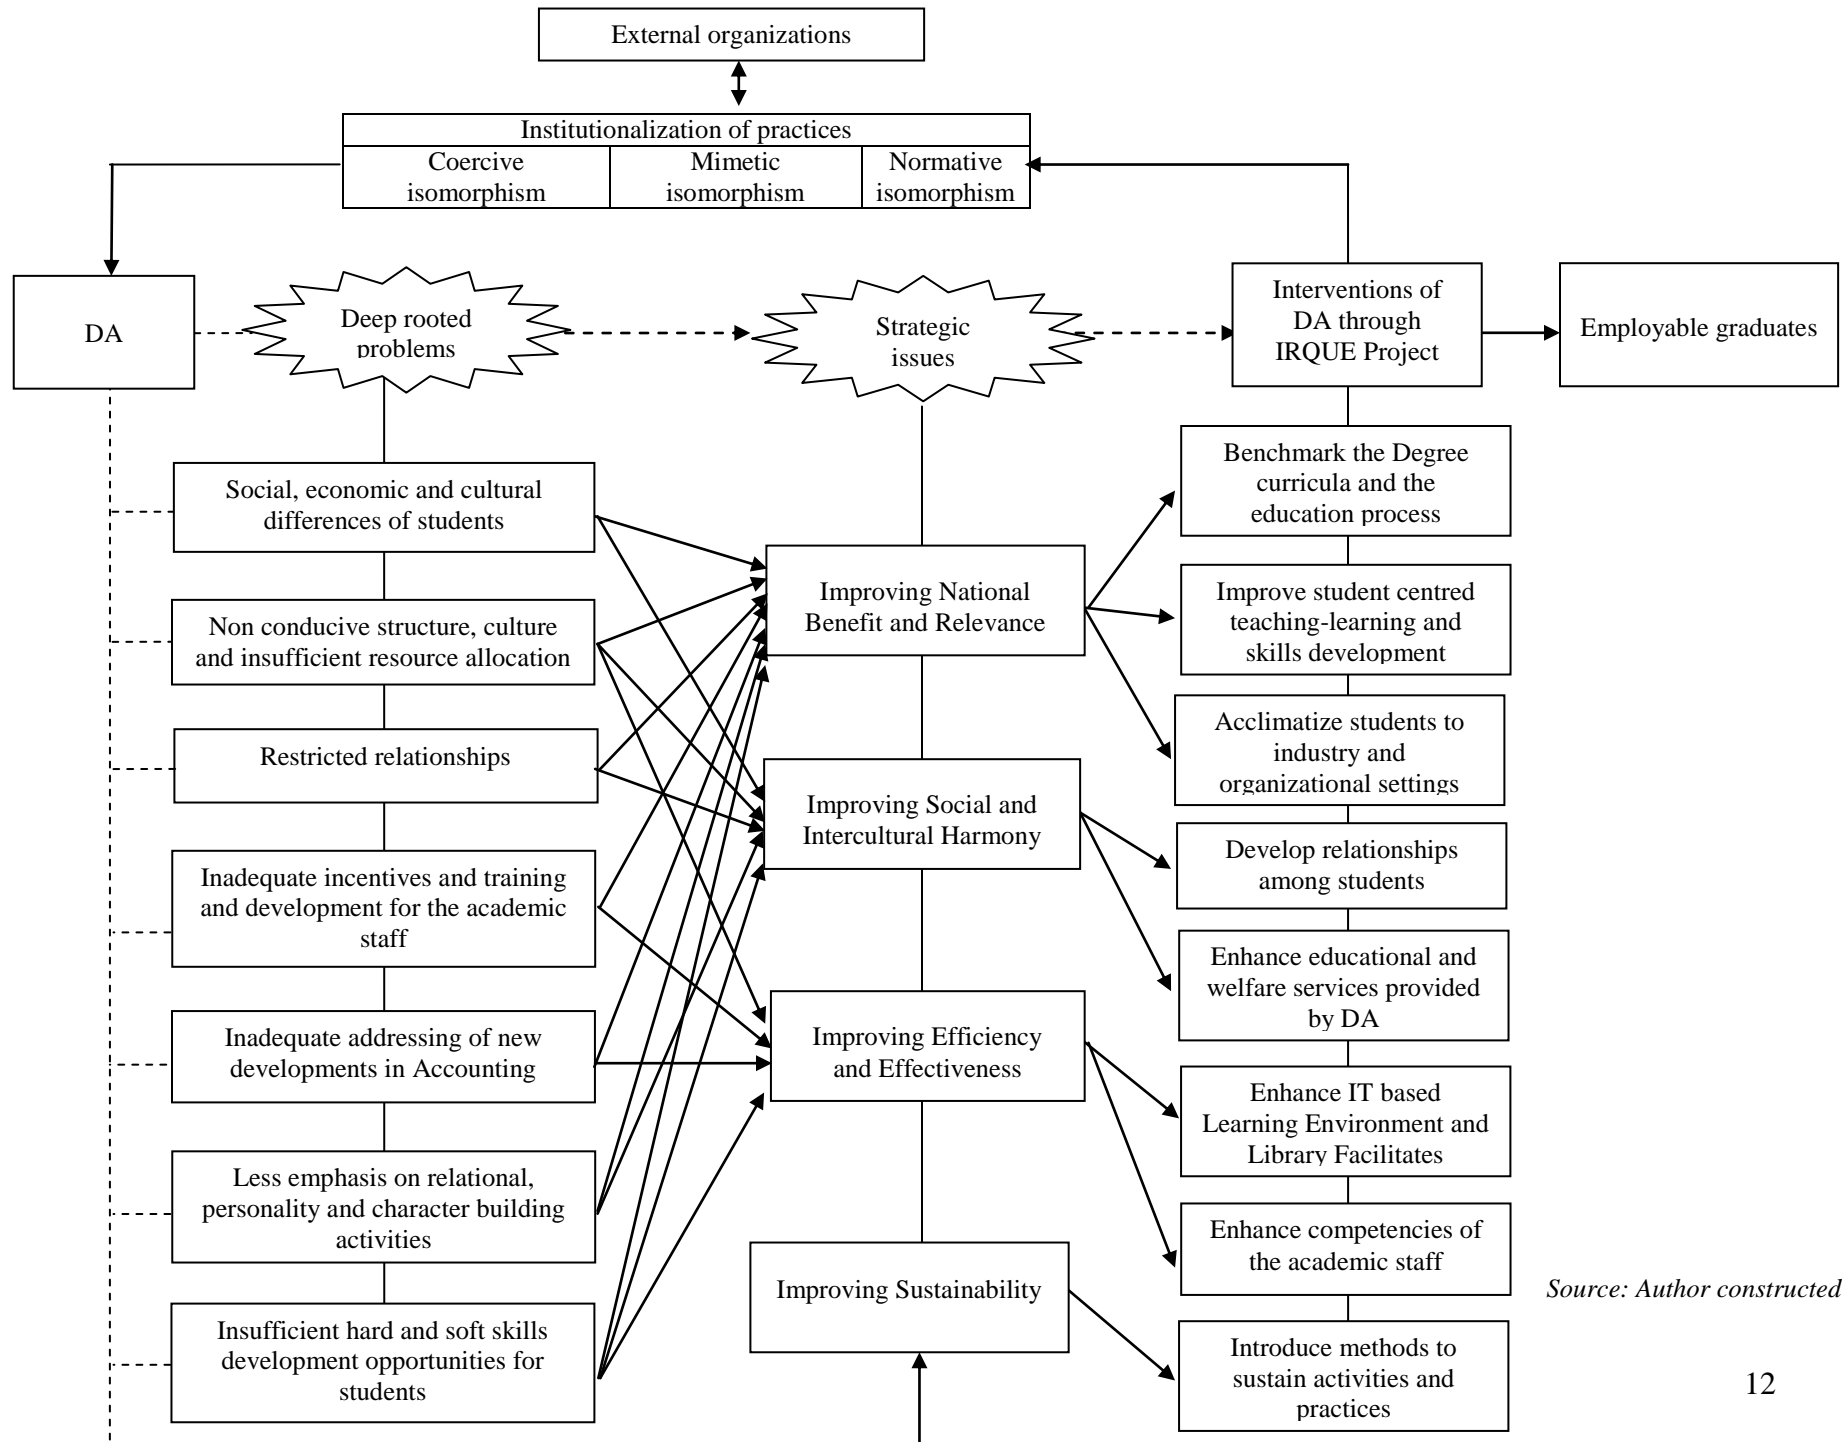 External organizations
Institutionalization of practices
Coercive
isomorphism
Mimetic
isomorphism
Normative
isomorphism
DA
Deep rooted
problems
Strategic
issues
Interventions of
DA through
IRQUE Project
Employable graduates
Social, economic and cultural
differences of students
Non conducive structure, culture
and insufficient resource allocation
Restricted relationships
Inadequate incentives and training
and development for the academic
staff
Inadequate addressing of new
developments in Accounting
Less emphasis on relational,
personality and character building
activities
Insufficient hard and soft skills
development opportunities for
students
Improving National
Benefit and Relevance
Improving Social and
Intercultural Harmony
Improving Efficiency
and Effectiveness
Improving Sustainability
Benchmark the Degree
curricula and the
education process
Improve student centred
teaching-learning and
skills development
Acclimatize students to
industry and
organizational settings
Develop relationships
among students
Enhance educational and
welfare services provided
by DA
Enhance IT based
Learning Environment and
Library Facilitates
Enhance competencies of
the academic staff
Introduce methods to
sustain activities and
practices
Source: Author constructed
12